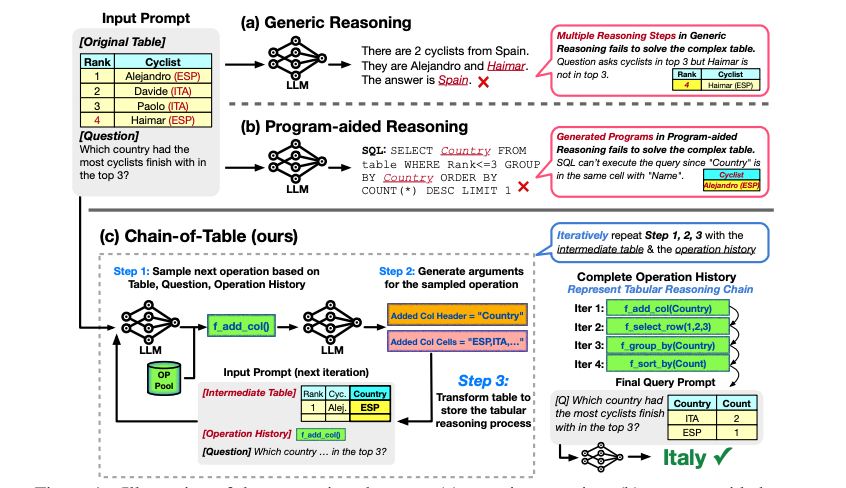 Input Prompt
[Original Table]
Rank Cyclist
1 Alejandro (ESP)
2 Davide (ITA)
3 Paolo (ITA)
4 Haimar (ESP)
[Question]
Which country had the
most cyclists finish with in
the top 3?
(a) Generic Reasoning
LLM
There are 2 cyclists from Spain.
They are Alejandro and Haimar.
The answer is Spain.
Multiple Reasoning Steps in Generic
Reasoning fails to solve the complex table.
Question asks cyclists in top 3 but Haimar is
not in top 3.
Rank Cyclist
4 Haimar (ESP)
(b) Program-aided Reasoning
LLM
SQL: SELECT Country FROM
table WHERE Rank<=3 GROUP
BY Country ORDER BY
COUNT(*) DESC LIMIT 1
Generated Programs in Program-aided
Reasoning fails to solve the complex table.
SQL can't execute the query since "Country" is
in the same cell with "Name".
Cyclist
Alejandro (ESP)
(c) Chain-of-Table (ours)
Step 1: Sample next operation based on
Table, Question, Operation History
LLM
OP
Pool
f_add_col()
LLM
Step 2: Generate arguments
for the sampled operation
Added Col Header = "Country"
Added Col Cells = "ESP,ITA,..."
Step 3:
Transform table to
store the tabular
reasoning process
Input Prompt (next iteration)
[Intermediate Table]
Rank Cyc. Country
1 Alej. ESP
[Operation History] f_add_col()
[Question] Which country ... in the top 3?
Iteratively repeat Step 1, 2, 3 with the
intermediate table & the operation history
Complete Operation History
Represent Tabular Reasoning Chain
Iter 1: f_add_col(Country)
Iter 2: f_select_row(1,2,3)
Iter 3: f_group_by(Country)
Iter 4: f_sort_by(Count)
Final Query Prompt
[Q] Which country had
the most cyclists finish
with in the top 3?
Country Count
ITA 2
ESP 1
LLM
Italy